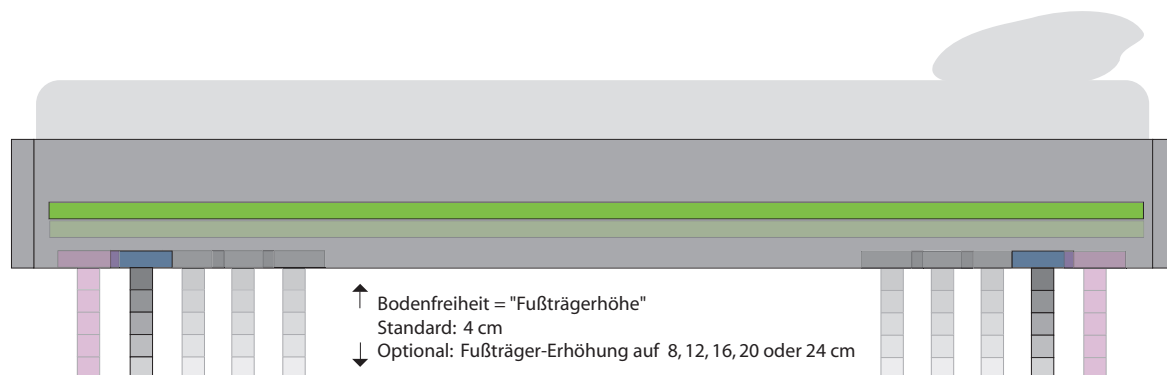 Bodenfreiheit = "Fußträgerhöhe"
Standard: 4 cm
Optional: Fußträger-Erhöhung auf 8, 12, 16, 20 oder 24 cm